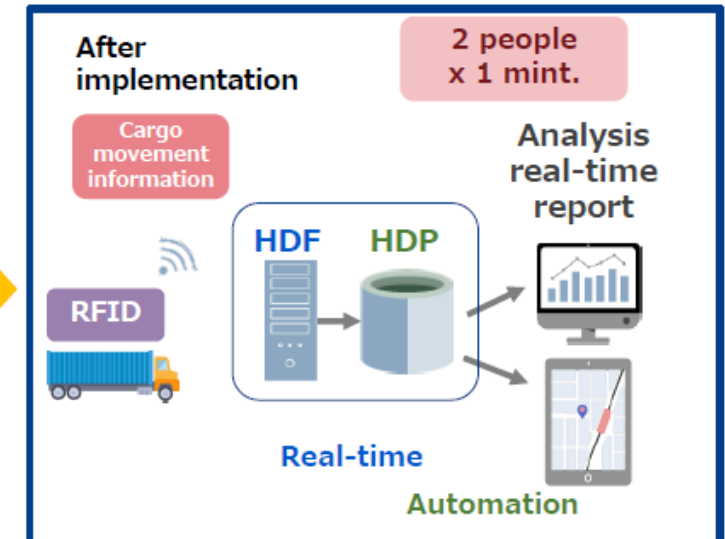 After
implementation
2 people
x 1 mint.
Cargo
movement
information
Analysis
real-time
report
HDF
HDP
RFID
Real-time
Automation